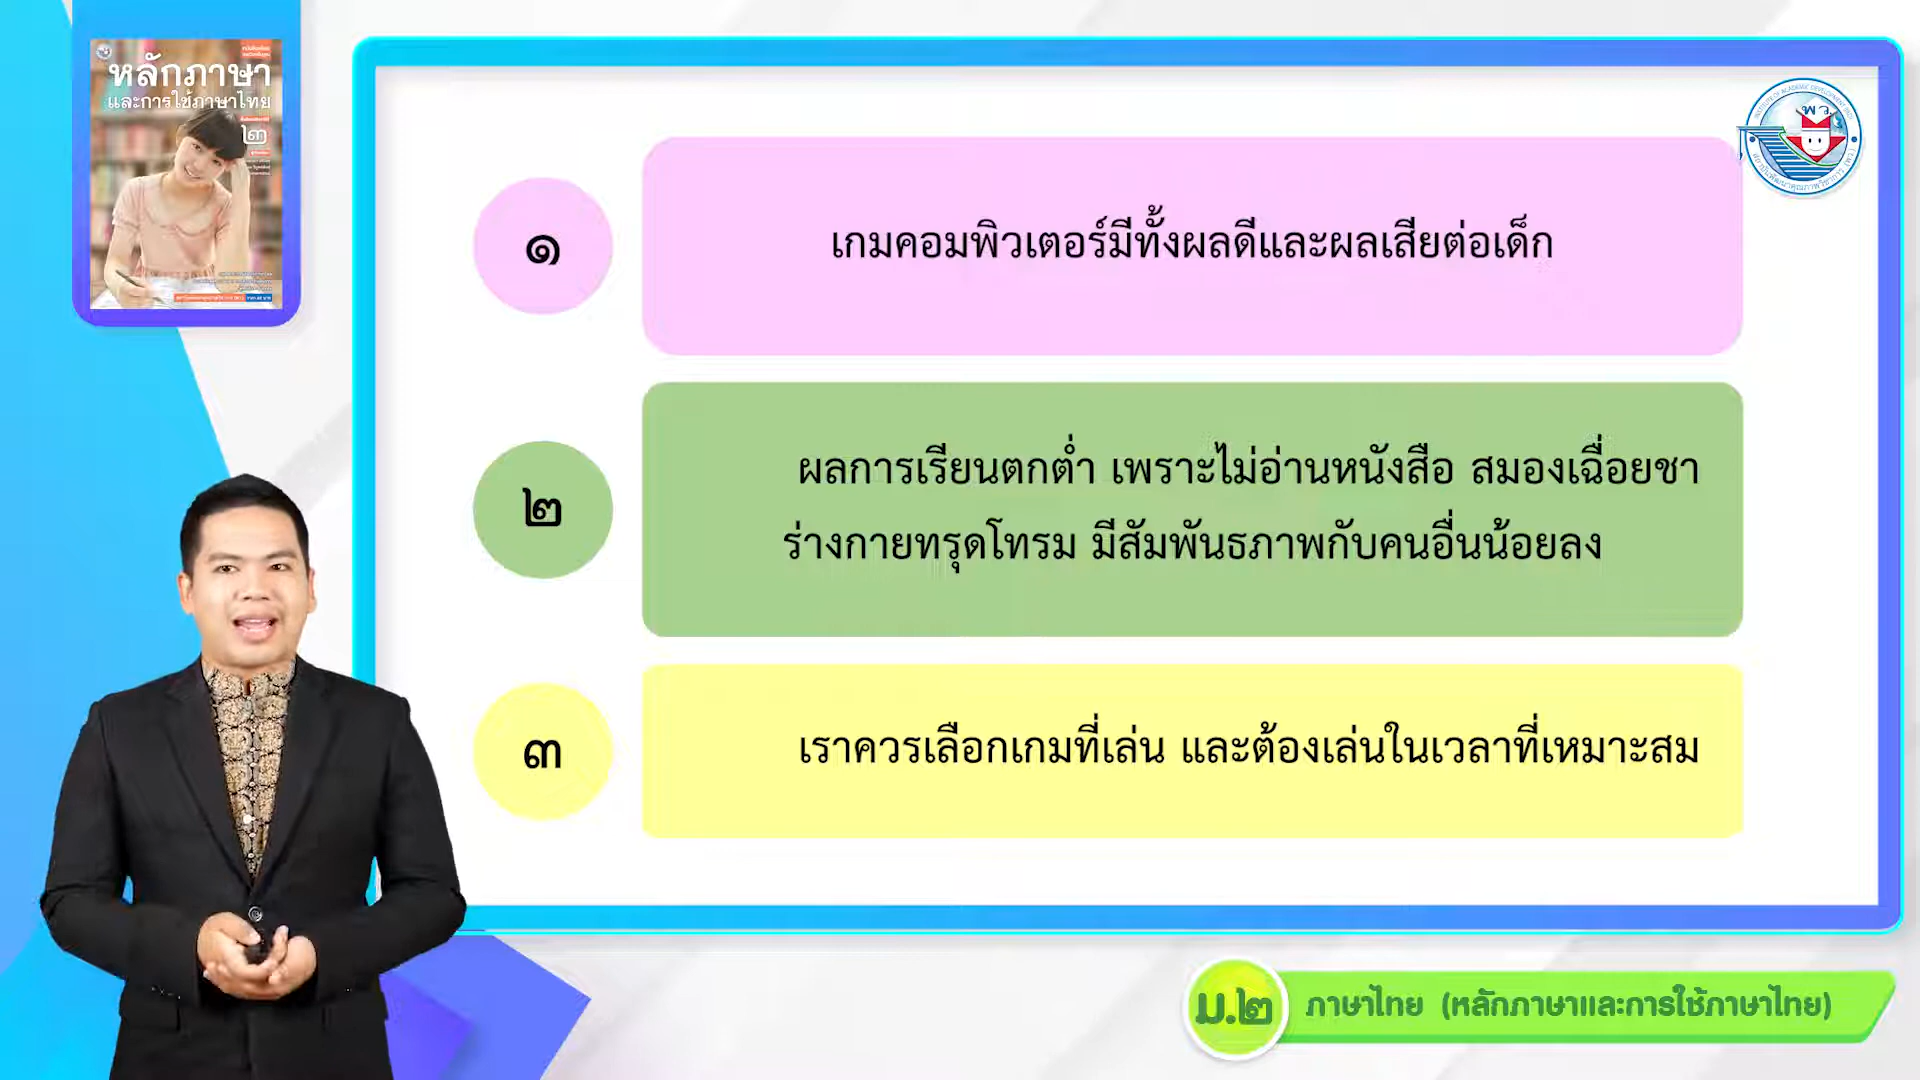 หลักภาษา
และการใช้ภาษาไทย
๒
พว.
๑
เกมคอมพิวเตอร์มีทั้งผลดีและผลเสียต่อเด็ก
๒
ผลการเรียนตกต่ำ เพราะไม่อ่านหนังสือ สมองเฉื่อยชา
ร่างกายทรุดโทรม มีสัมพันธภาพกับคนอื่นน้อยลง
๓
เราควรเลือกเกมที่เล่น และต้องเล่นในเวลาที่เหมาะสม
ม.๒
ภาษาไทย (หลักภาษาและการใช้ภาษาไทย)